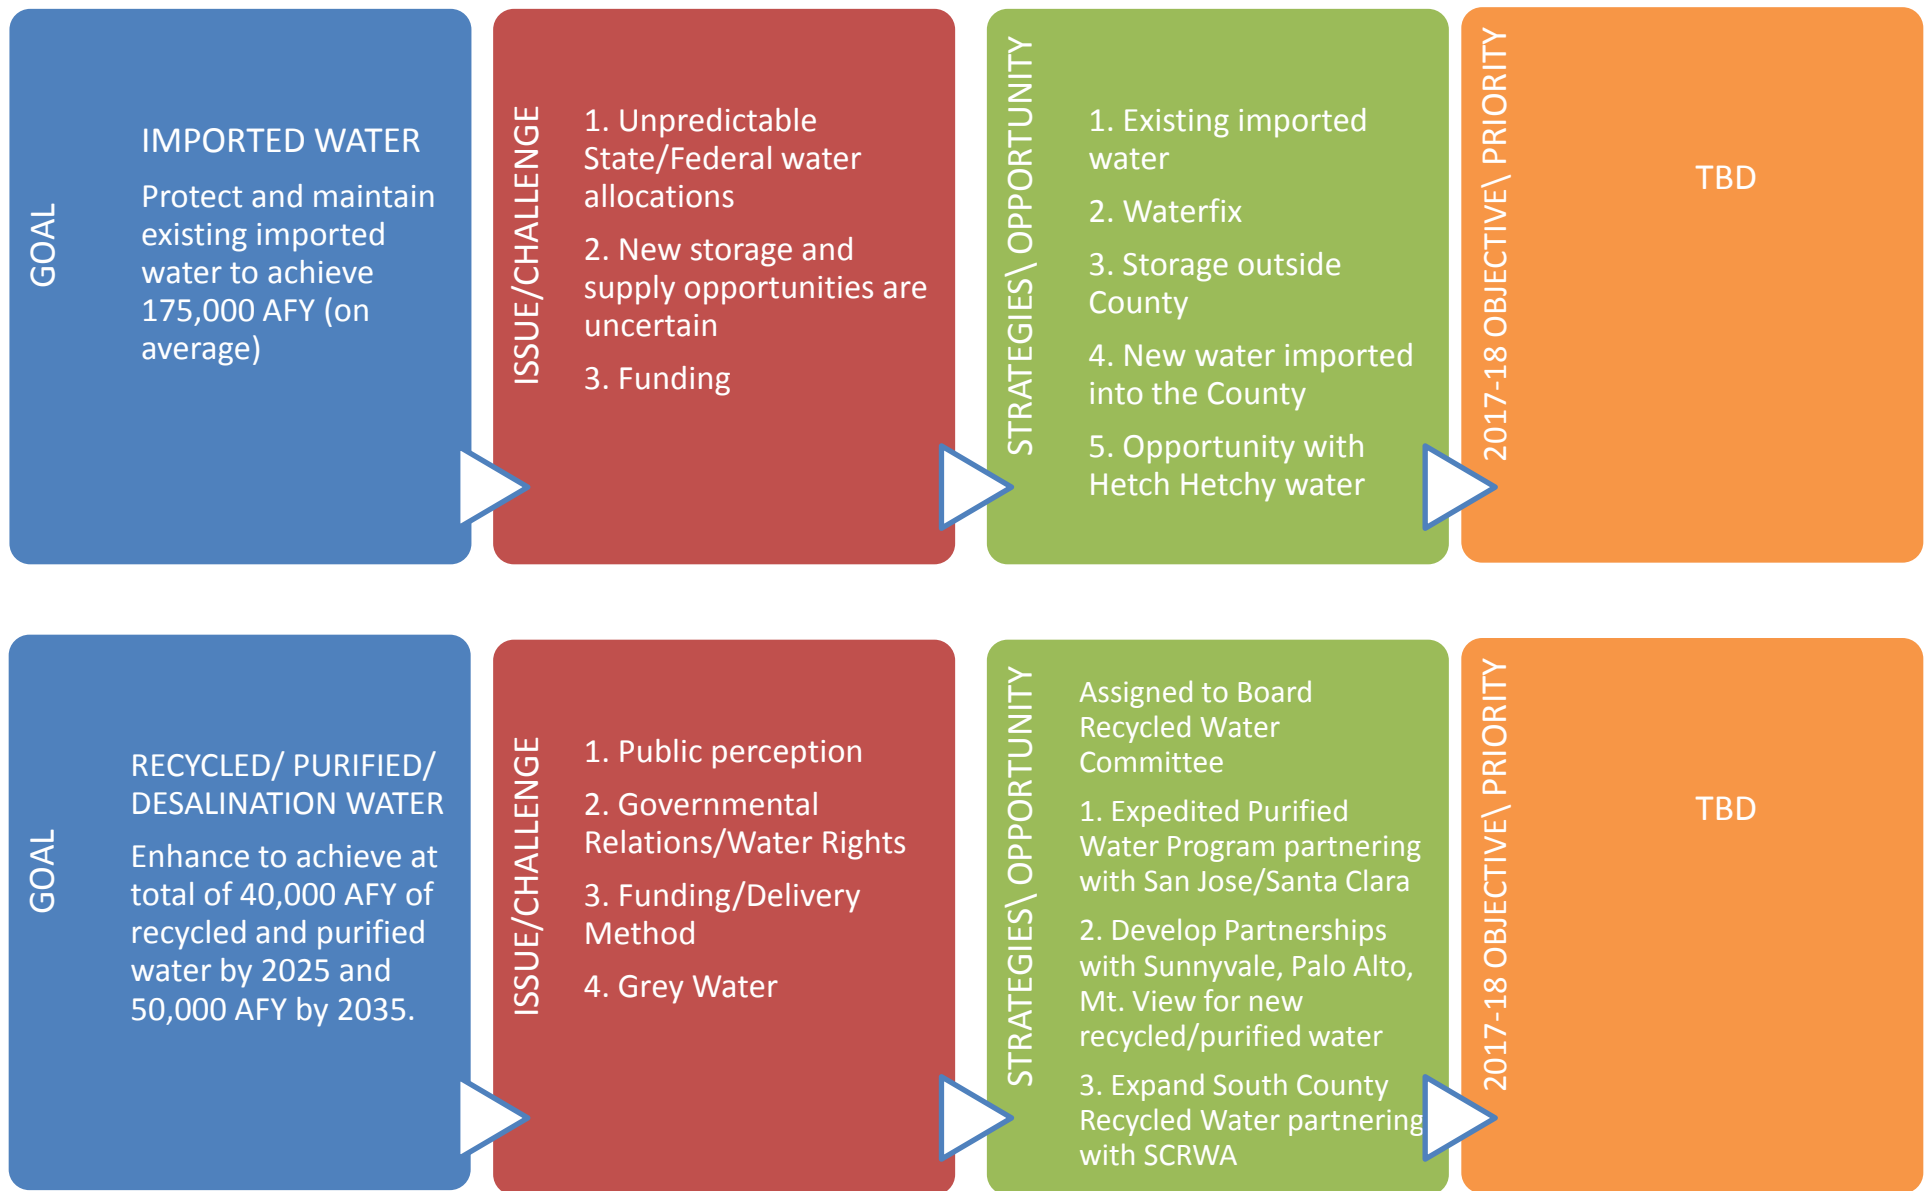 GOAL
IMPORTED WATER
Protect and maintain
existing imported
water to achieve
175,000 AFY (on
average)
ISSUE/CHALLENGE
1. Unpredictable
State/Federal water
allocations
2. New storage and
supply opportunities are
uncertain
3. Funding
STRATEGIES\ OPPORTUNITY
1. Existing imported
water
2. Waterfix
3. Storage outside
County
4. New water imported
into the County
5. Opportunity with
Hetch Hetchy water
2017-18 OBJECTIVE\ PRIORITY
TBD
GOAL
RECYCLED/ PURIFIED/
DESALINATION WATER
Enhance to achieve at
total of 40,000 AFY of
recycled and purified
water by 2025 and
50,000 AFY by 2035.
ISSUE/CHALLENGE
1. Public perception
2. Governmental
Relations/Water Rights
3. Funding/Delivery
Method
4. Grey Water
STRATEGIES\ OPPORTUNITY
Assigned to Board
Recycled Water
Committee
1. Expedited Purified
Water Program partnering
with San Jose/Santa Clara
2. Develop Partnerships
with Sunnyvale, Palo Alto,
Mt. View for new
recycled/purified water
3. Expand South County
Recycled Water partnering
with SCRWA
2017-18 OBJECTIVE\ PRIORITY
TBD